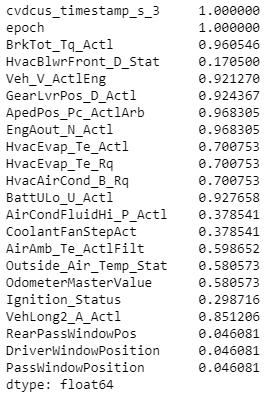 cvdcus_timestamp_s_3 1.000000
epoch 1.000000
BrkTot_Tq_Actl 0.960546
HvacBlwrFront_D_Stat 0.170500
Veh_V_ActlEng 0.921270
GearLvrPos_D_Actl 0.924367
ApedPos_Pc_ActlArb 0.968305
EngAout_N_Actl 0.968305
HvacEvap_Te_Actl 0.700753
HvacEvap_Te_Rq 0.700753
HvacAirCond_B_Rq 0.700753
BattULo_U_Actl 0.927658
AirCondFluidHi_P_Actl 0.378541
CoolantFanStepAct 0.378541
AirAmb_Te_ActlFilt 0.598652
Outside_Air_Temp_Stat 0.580573
OdometerMasterValue 0.580573
Ignition_Status 0.298716
VehLong2_A_Actl 0.851206
RearPassWindowPos 0.046081
DriverWindowPosition 0.046081
PassWindowPosition 0.046081
dtype: float64